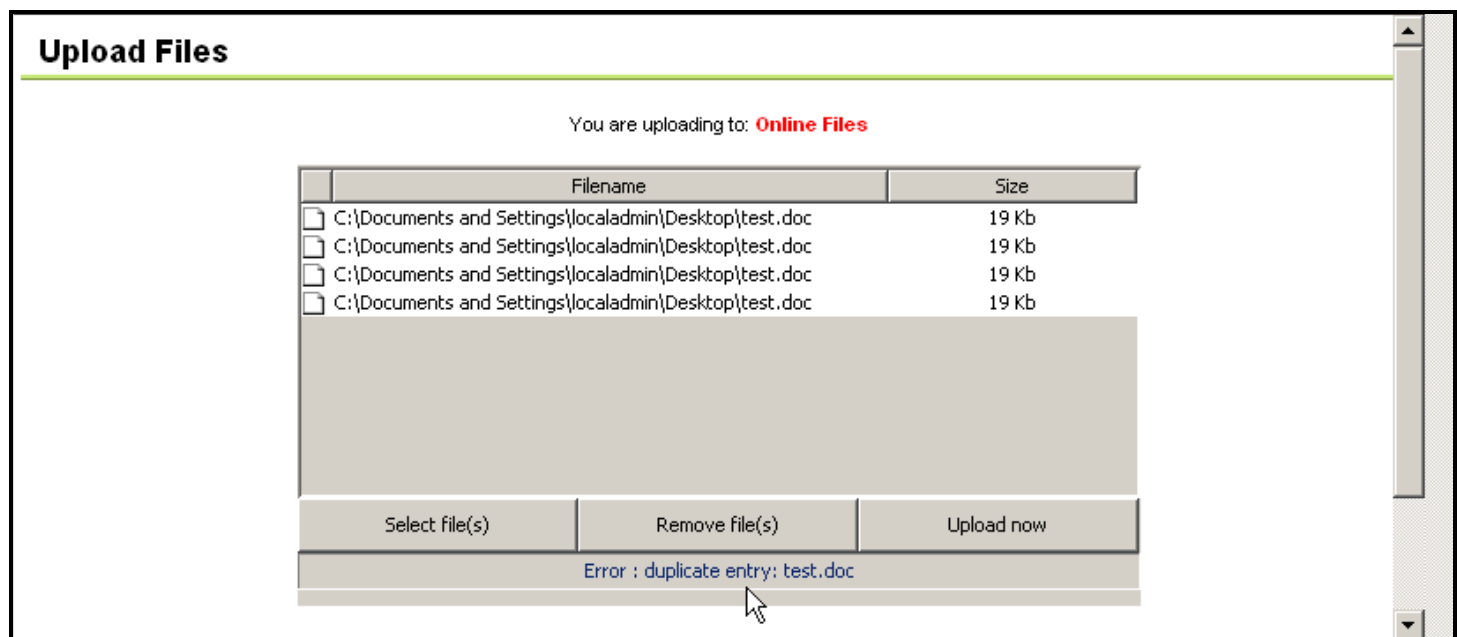 Upload Files
You are uploading to: Online Files
Filename Size
C:\Documents and Settings\localadmin\Desktop\test.doc 19 Kb
C:\Documents and Settings\localadmin\Desktop\test.doc 19 Kb
C:\Documents and Settings\localadmin\Desktop\test.doc 19 Kb
C:\Documents and Settings\localadmin\Desktop\test.doc 19 Kb
Select file(s) Remove file(s) Upload now
Error : duplicate entry: test.doc